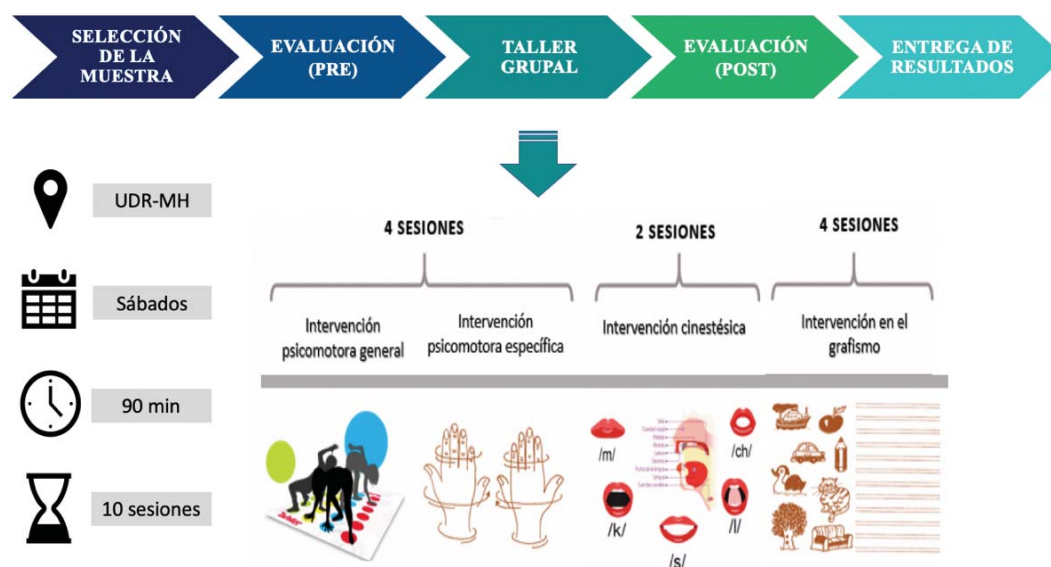 SELECCIÓN
DE LA
MUESTRA
EVALUACIÓN
(PRE)
TALLER
GRUPAL
EVALUACIÓN
(POST)
ENTREGA DE
RESULTADOS
UDR-MH
Sábados
90 min
10 sesiones
4 SESIONES
2 SESIONES
4 SESIONES
Intervención
psicomotora general
Intervención
psicomotora específica
Intervención cinestésica
Intervención en el
grafismo
/m/
/ch/
/k/
/l/
/s/